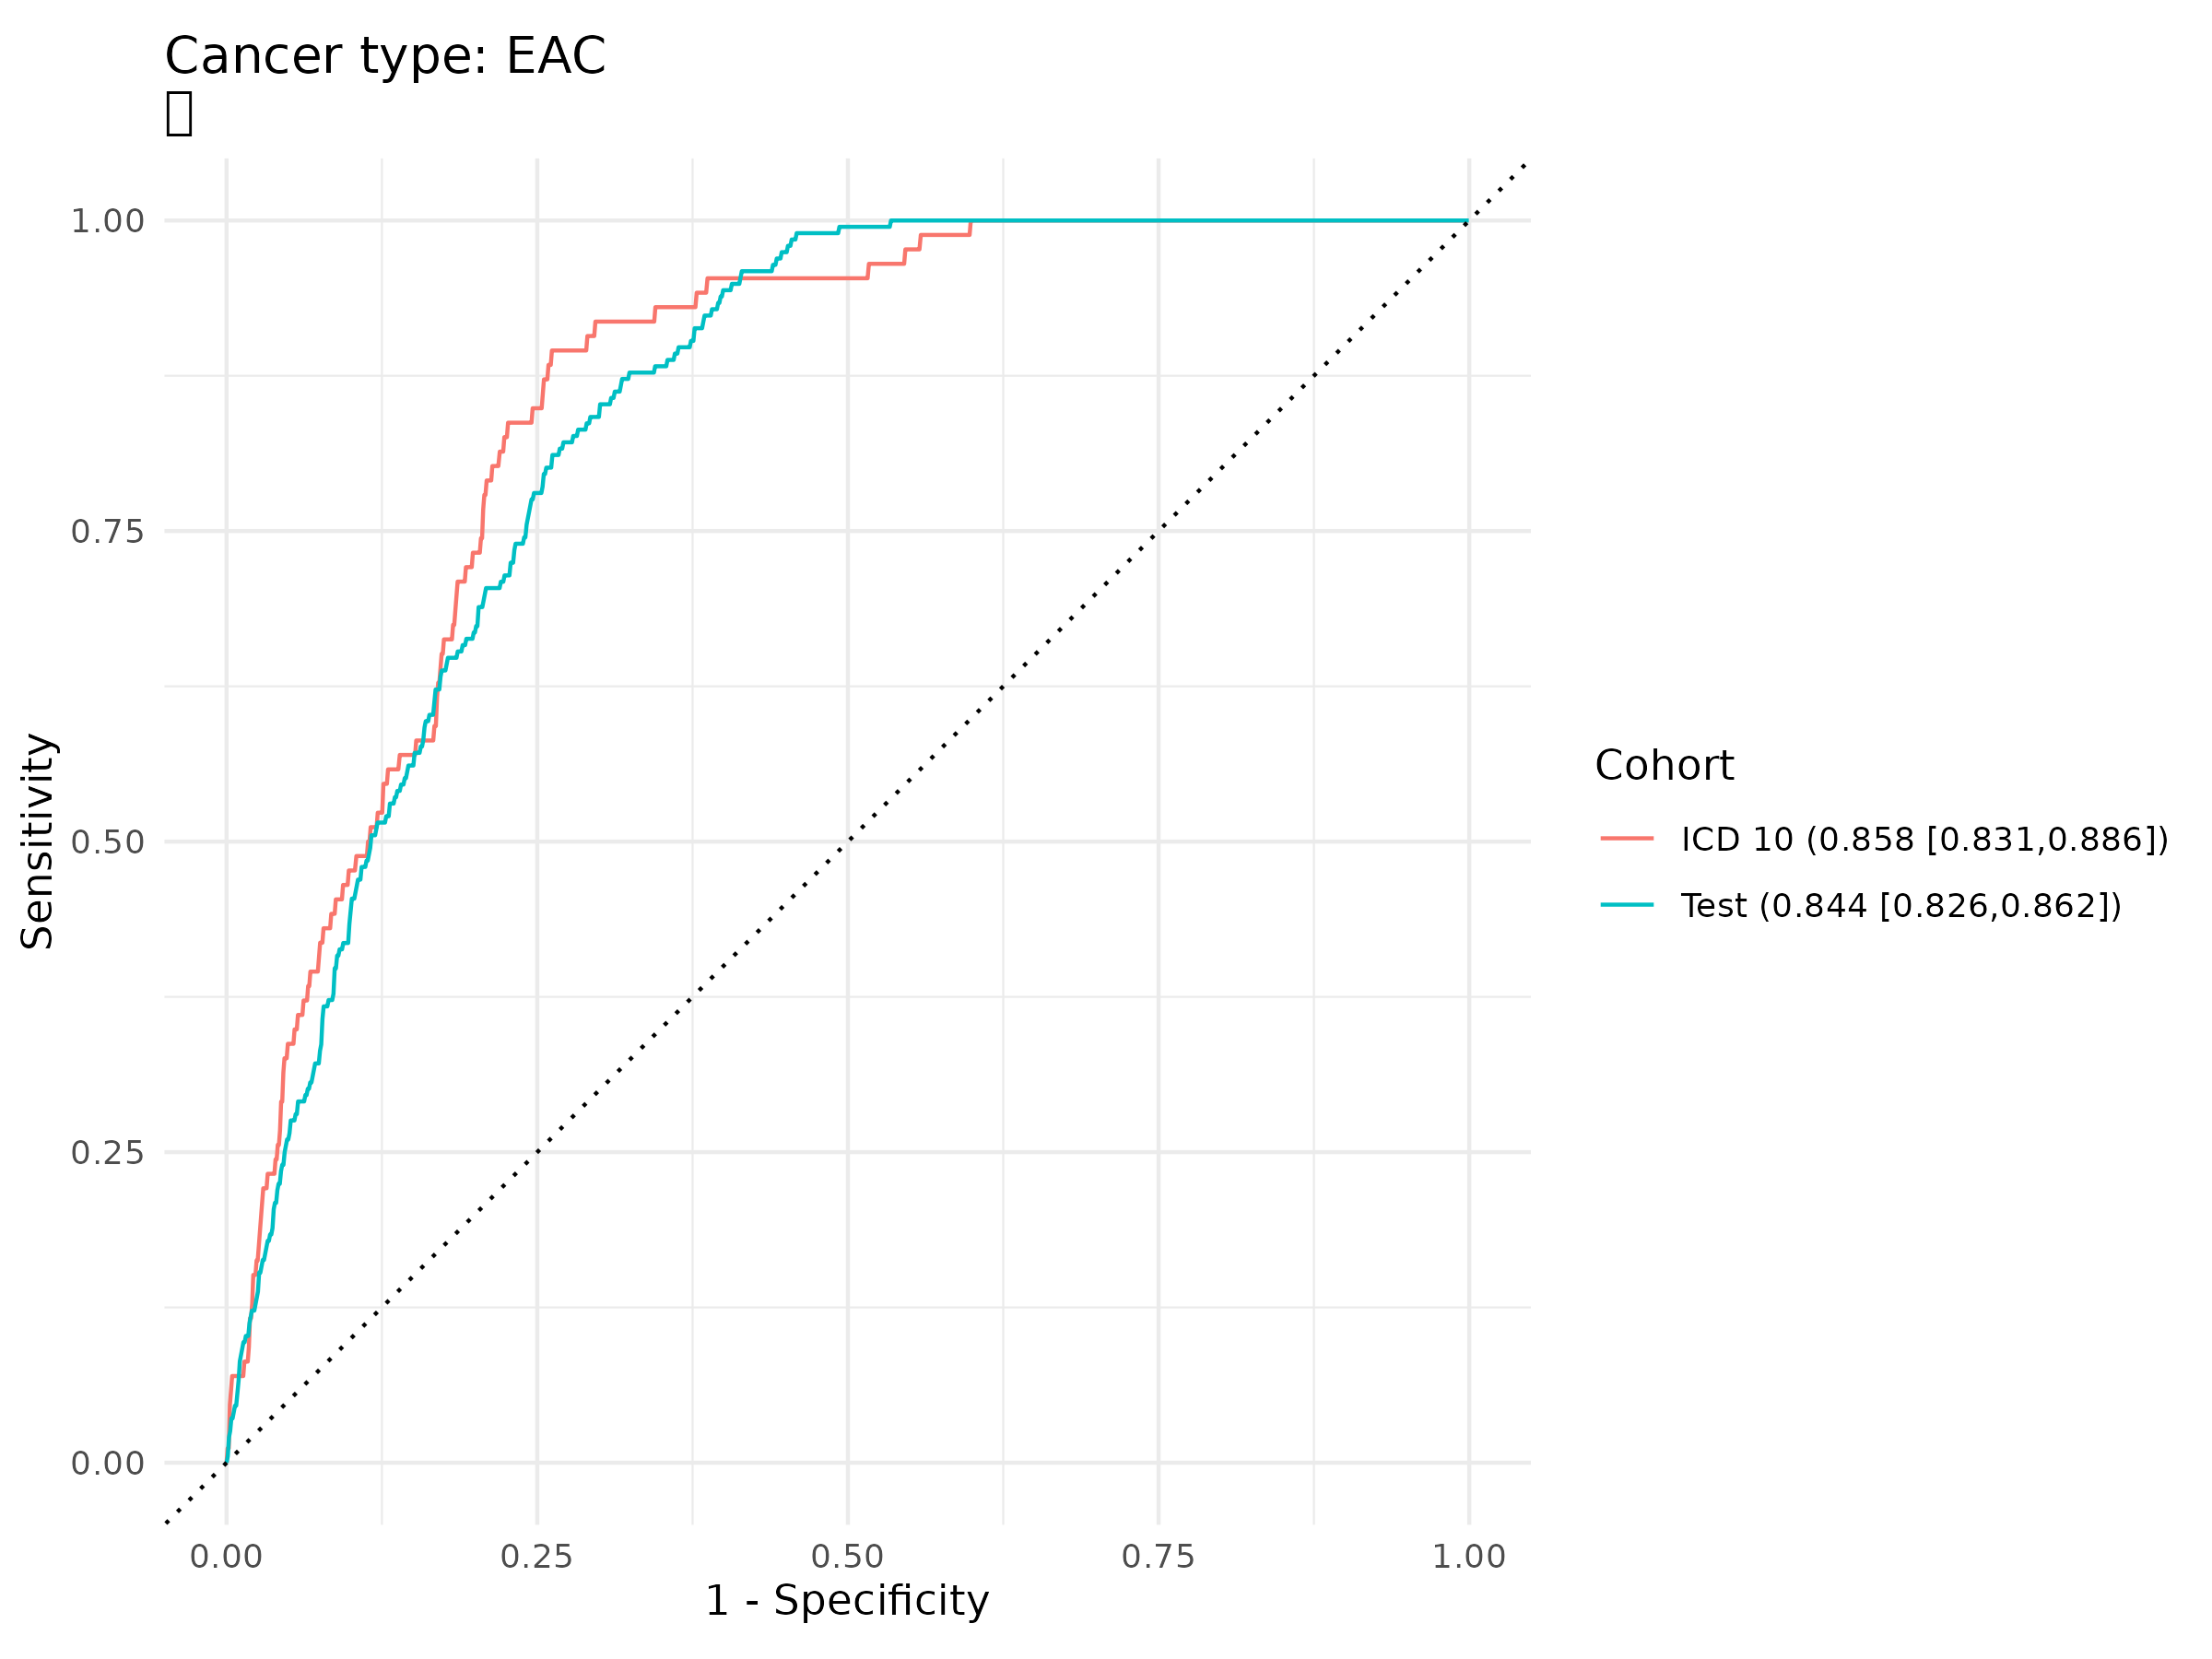 Cancer type: EAC
1.00
0.75
0.50
0.25
0.00
Sensitivity
0.00 0.25 0.50 0.75 1.00
1 - Specificity
Cohort
ICD 10 (0.858 [0.831,0.886])
Test (0.844 [0.826,0.862])